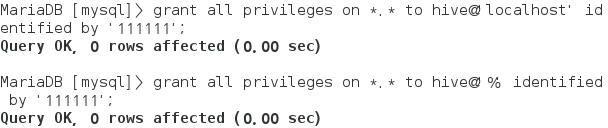 MariaDB [mysql]> grant all privileges on *.* to hive@localhost' id
entified by '111111';
Query OK, 0 rows affected (0.00 sec)
MariaDB [mysql]> grant all privileges on *.* to hive@ % identified
 by '111111';
Query OK, 0 rows affected (0.00 sec)